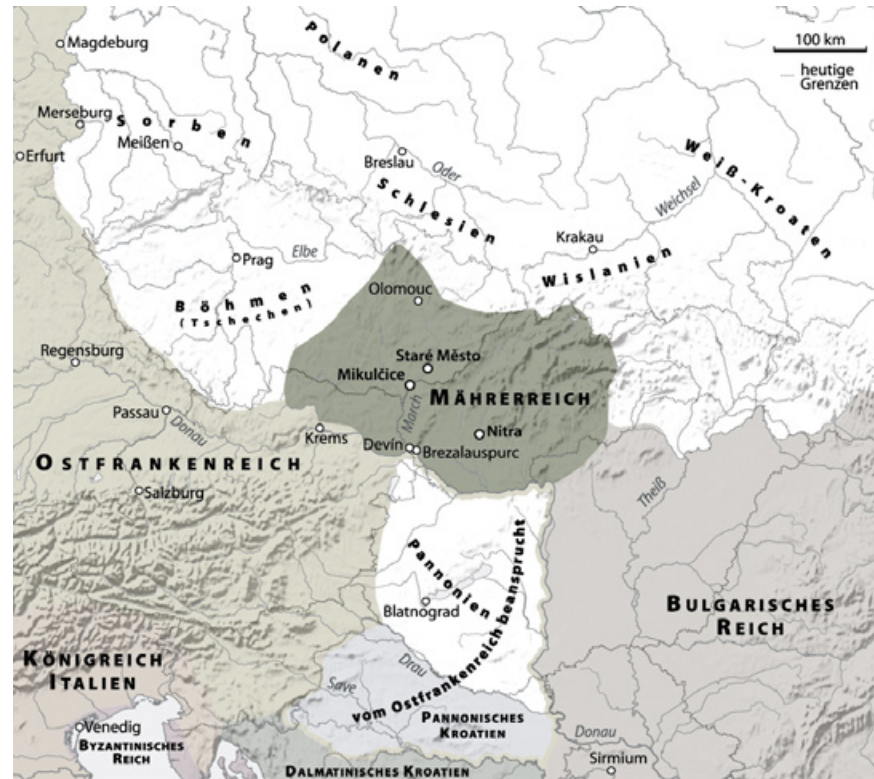 Magdeburg
Polanen
100 km
heutige
Grenzen
Merseburg
Sorben
Meißen
Erfurt
Breslau
Oder
Weiß-Kroaten
Schlesien
Weichsel
Krakau
Wislanien
Prag
Elbe
Böhmen
(Tschechen)
Olomouc
Regensburg
Staré Město
Mikulčice
MÄHRERREICH
March
Passau
Donau
Krems
Nitra
Devín
Brezalauspurc
OSTFRANKENREICH
Salzburg
Theiß
Pannonien
Blatnograd
vom Ostfrankenreich beansprucht
BULGARISCHES
REICH
KÖNIGREICH
ITALIEN
Drau
Save
PANNONISCHES
KROATIEN
Venedig
BYZANTINISCHES
REICH
Donau
Sirmium
DALMATINISCHES KROATIEN